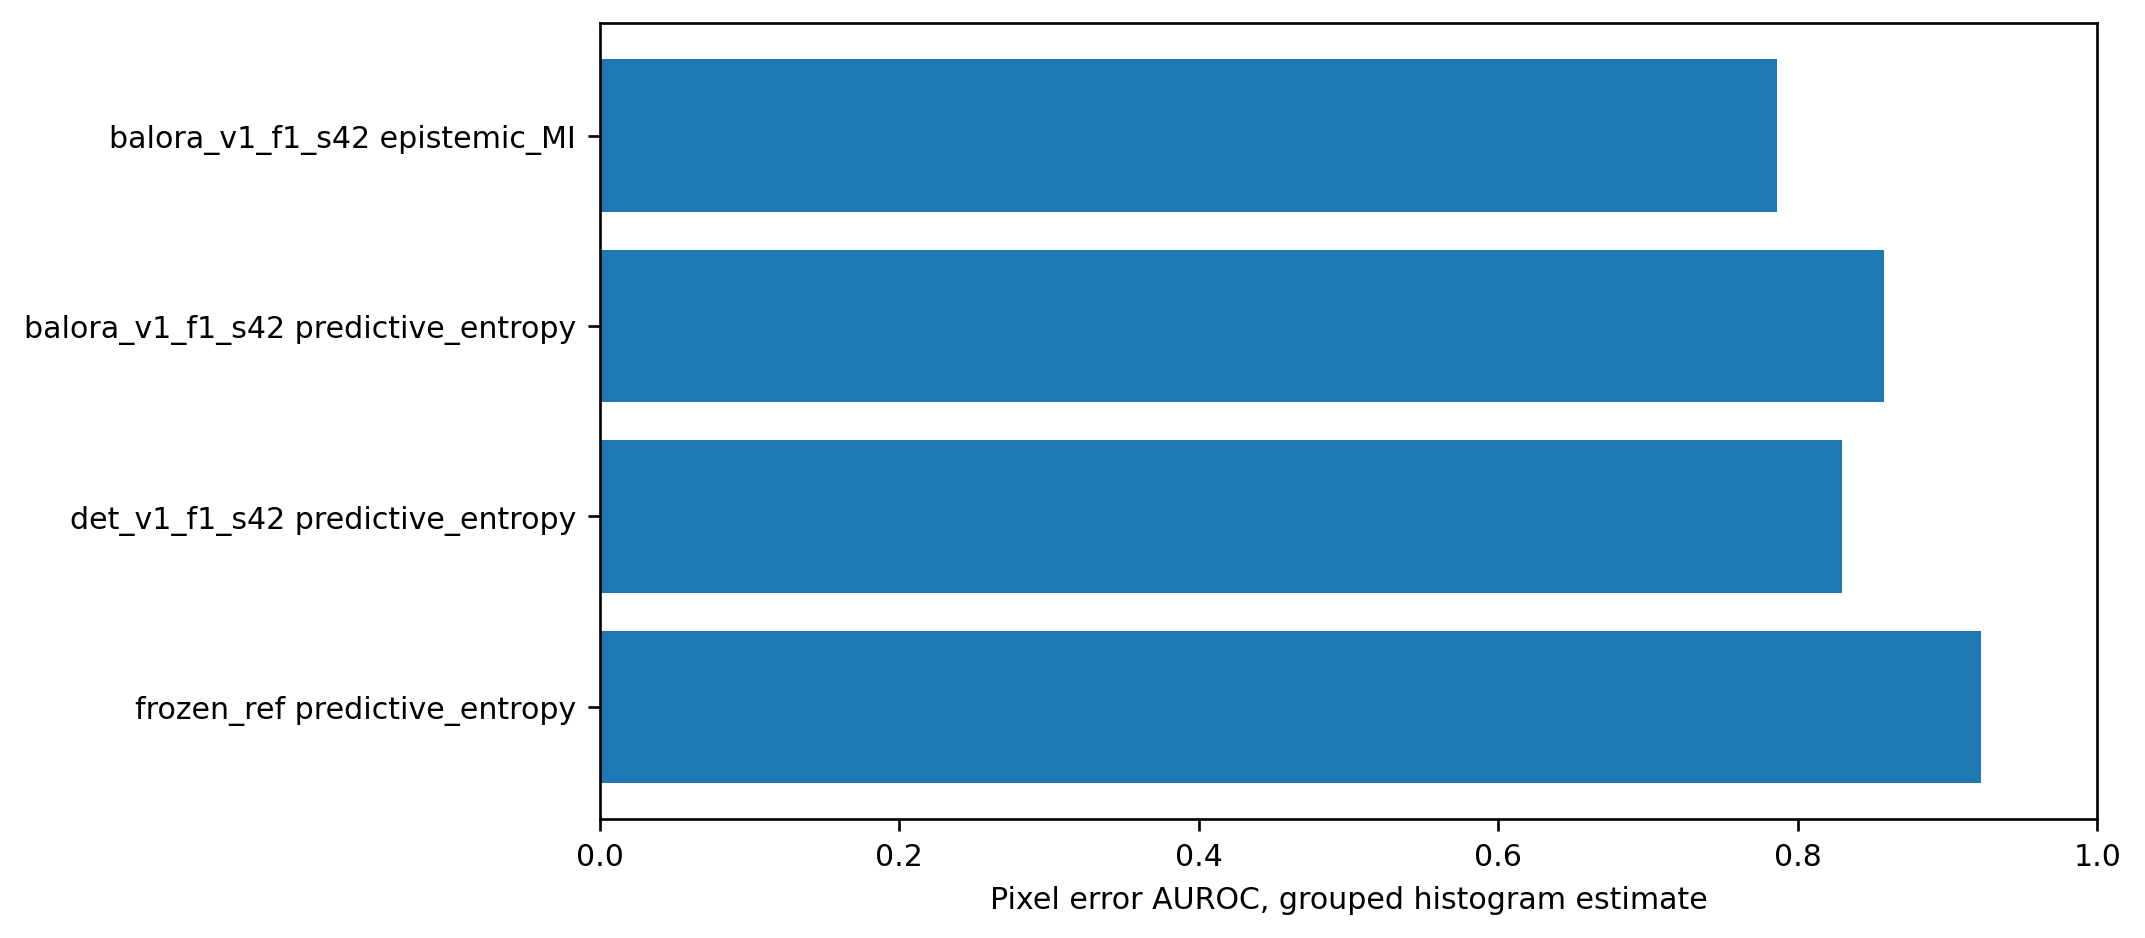 balora_v1_f1_s42 epistemic_MI
balora_v1_f1_s42 predictive_entropy
det_v1_f1_s42 predictive_entropy
frozen_ref predictive_entropy
0.0 0.2 0.4 0.6 0.8 1.0
Pixel error AUROC, grouped histogram estimate